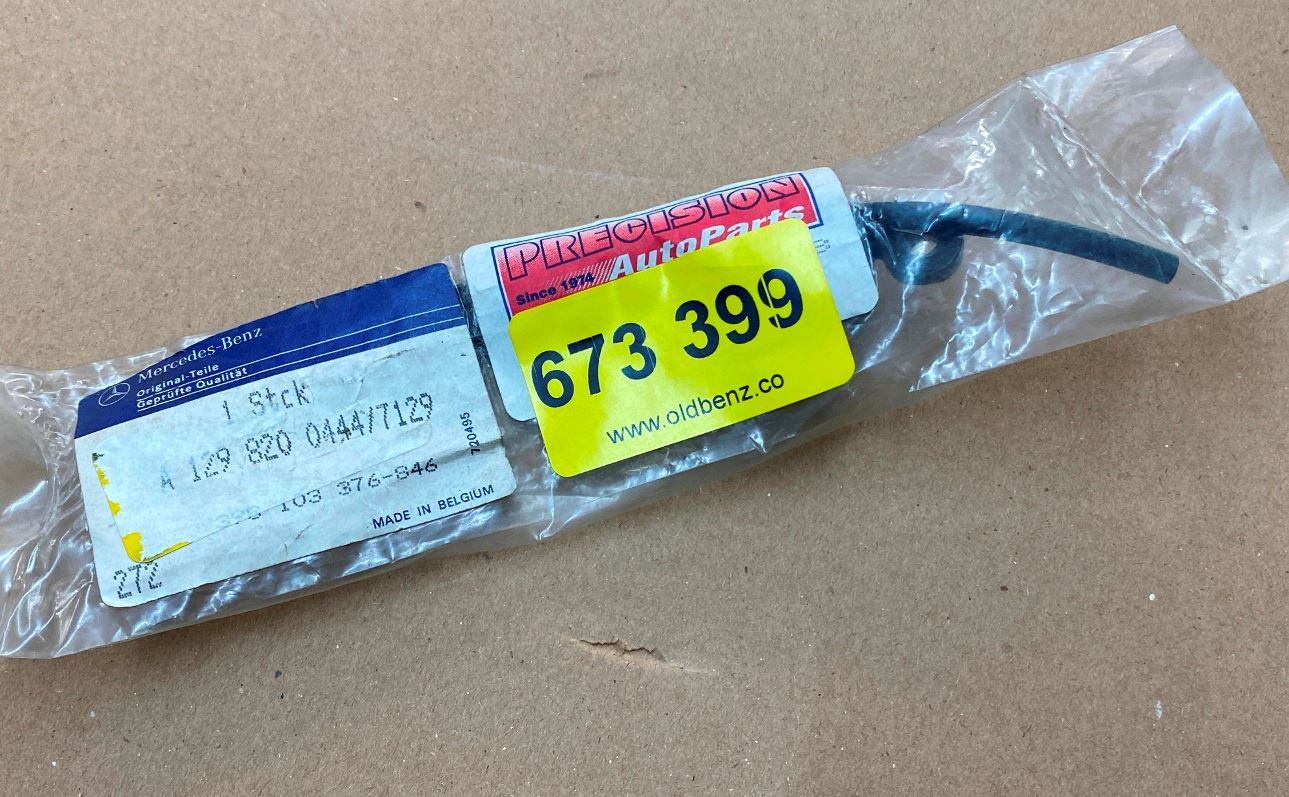 Mercedes-Benz
Original-Teile
Geprüfte Qualität
1 Stck
A 129 820 0444/7129
103 376-846
720495
MADE IN BELGIUM
272
PRECISION
AutoParts
Since 1974
673 399
www.oldbenz.co